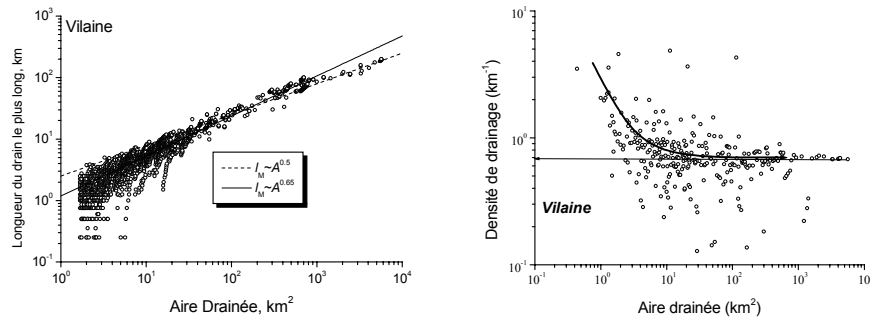 Vilaine
Longueur du drain le plus long, km
10³
10²
10¹
10⁰
10⁻¹
l_M~A^0.5
l_M~A^0.65
10⁰ 10¹ 10² 10³ 10⁴
Aire Drainée, km²
Densité de drainage (km⁻¹)
10¹
10⁰
10⁻¹
Vilaine
10⁻¹ 10⁰ 10¹ 10² 10³ 10
Aire drainée (km²)